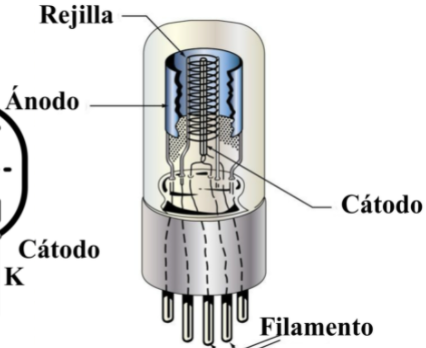 Rejilla
Ánodo
Cátodo
Cátodo
K
Filamento